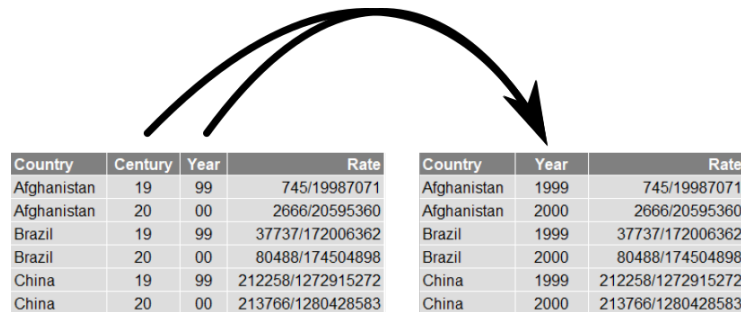 Country Century Year Rate
Afghanistan 19 99 745/19987071
Afghanistan 20 00 2666/20595360
Brazil 19 99 37737/172006362
Brazil 20 00 80488/174504898
China 19 99 212258/1272915272
China 20 00 213766/1280428583
Country Year Rate
Afghanistan 1999 745/19987071
Afghanistan 2000 2666/20595360
Brazil 1999 37737/172006362
Brazil 2000 80488/174504898
China 1999 212258/1272915272
China 2000 213766/1280428583